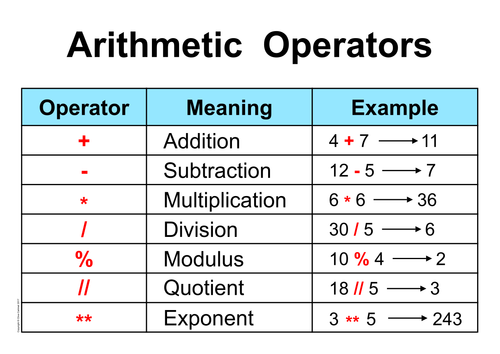 Arithmetic Operators
Operator Meaning Example
+ Addition 4 + 7 → 11
- Subtraction 12 - 5 → 7
* Multiplication 6 * 6 → 36
/ Division 30 / 5 → 6
% Modulus 10 % 4 → 2
// Quotient 18 // 5 → 3
** Exponent 3 ** 5 → 243